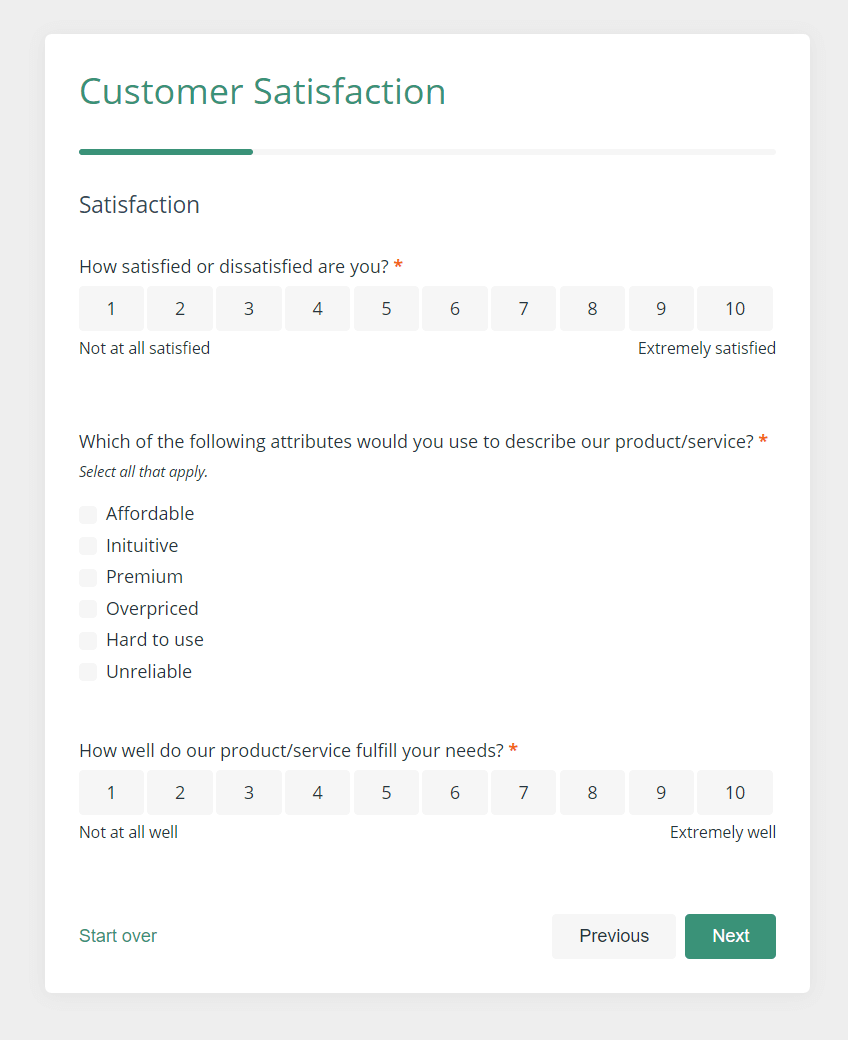 Customer Satisfaction
Satisfaction
How satisfied or dissatisfied are you? *
1 2 3 4 5 6 7 8 9 10
Not at all satisfied Extremely satisfied
Which of the following attributes would you use to describe our product/service? *
Select all that apply.
Affordable
Inituitive
Premium
Overpriced
Hard to use
Unreliable
How well do our product/service fulfill your needs? *
1 2 3 4 5 6 7 8 9 10
Not at all well Extremely well
Start over Previous Next